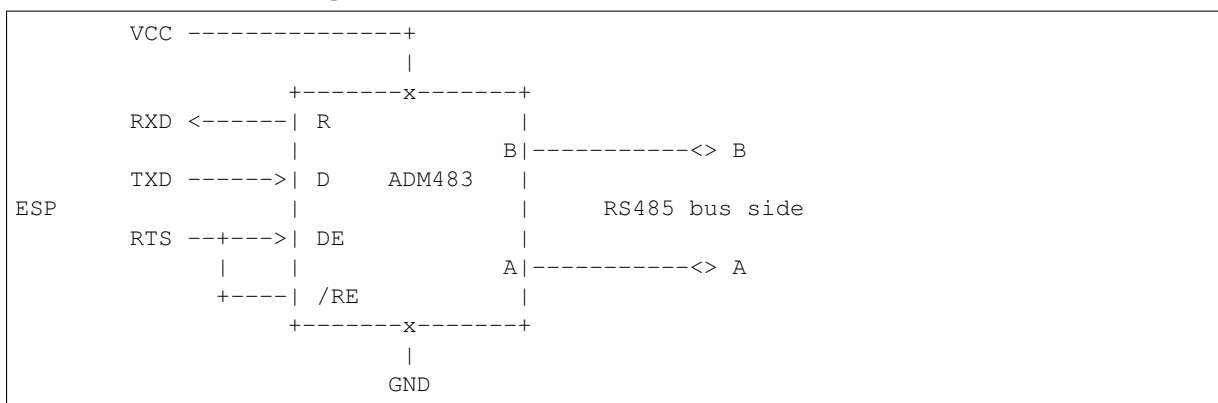 VCC ---------------+
|
+-------x-------+
RXD <------| R |
| B|-----------<> B
TXD ------>| D ADM483 |
ESP | | RS485 bus side
RTS --+--->| DE |
| | A|-----------<> A
+----| /RE |
+-------x-------+
|
GND